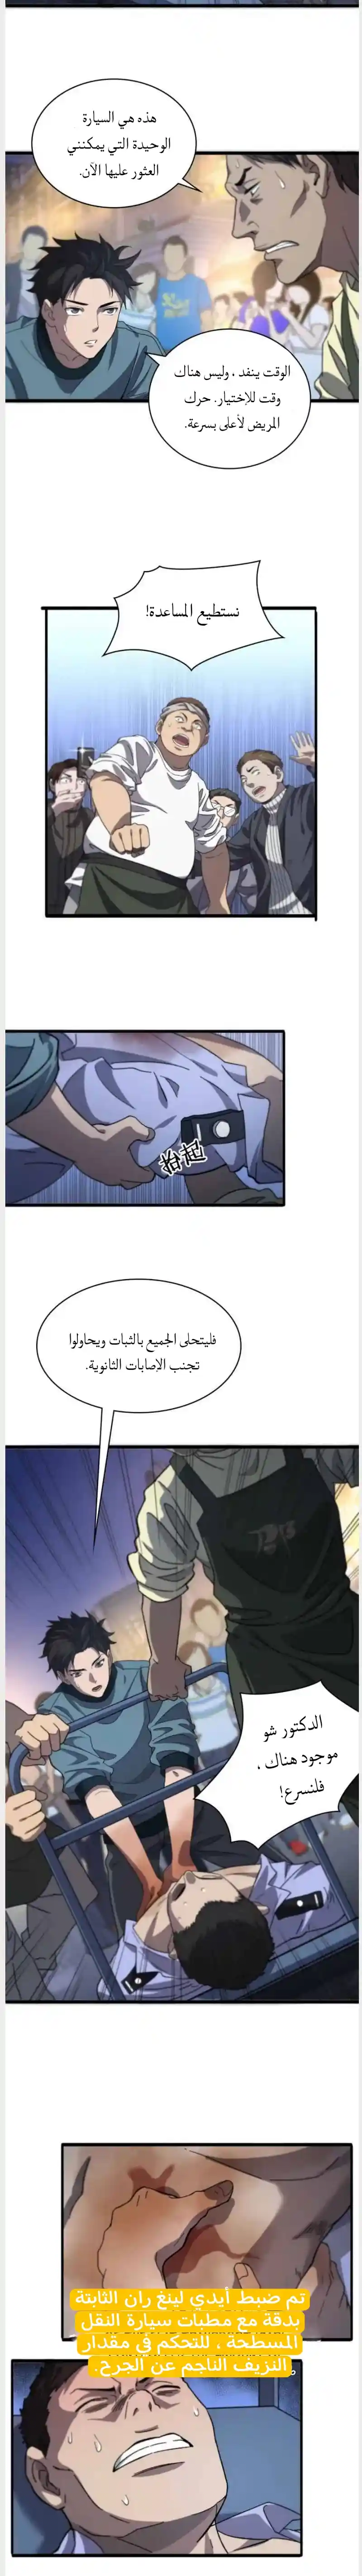 هذه هي السيارة
الوحيدة التي يمكنني
العثور عليها الآن.
الوقت ينفد ، وليس هناك
وقت للإختيار. حرك
المريض لأعلى بسرعة.
نستطيع المساعدة!
抬起
فليتحلى الجميع بالثبات ويحاولوا
تجنب الإصابات الثانوية.
الدكتور شو
موجود هناك ،
فلنسرع!
تم ضبط أيدي لينغ ران الثابتة
بدقة مع مطبات سيارة النقل
المسطحة ، للتحكم في مقدار
النزيف الناجم عن الجرح.